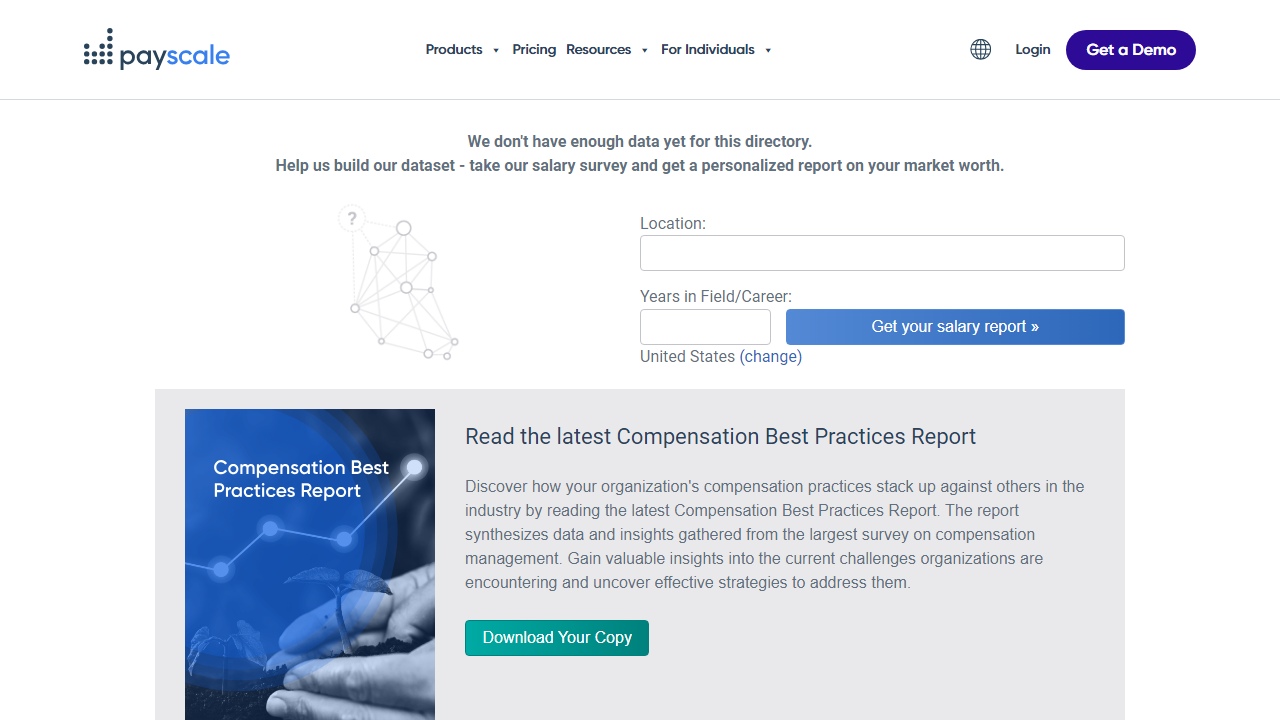 payscale
Products
Pricing
Resources
For Individuals
Login
Get a Demo
We don't have enough data yet for this directory.
Help us build our dataset - take our salary survey and get a personalized report on your market worth.
?
Location:
Years in Field/Career:
Get your salary report »
United States (change)
Compensation Best
Practices Report
Read the latest Compensation Best Practices Report
Discover how your organization's compensation practices stack up against others in the
industry by reading the latest Compensation Best Practices Report. The report
synthesizes data and insights gathered from the largest survey on compensation
management. Gain valuable insights into the current challenges organizations are
encountering and uncover effective strategies to address them.
Download Your Copy